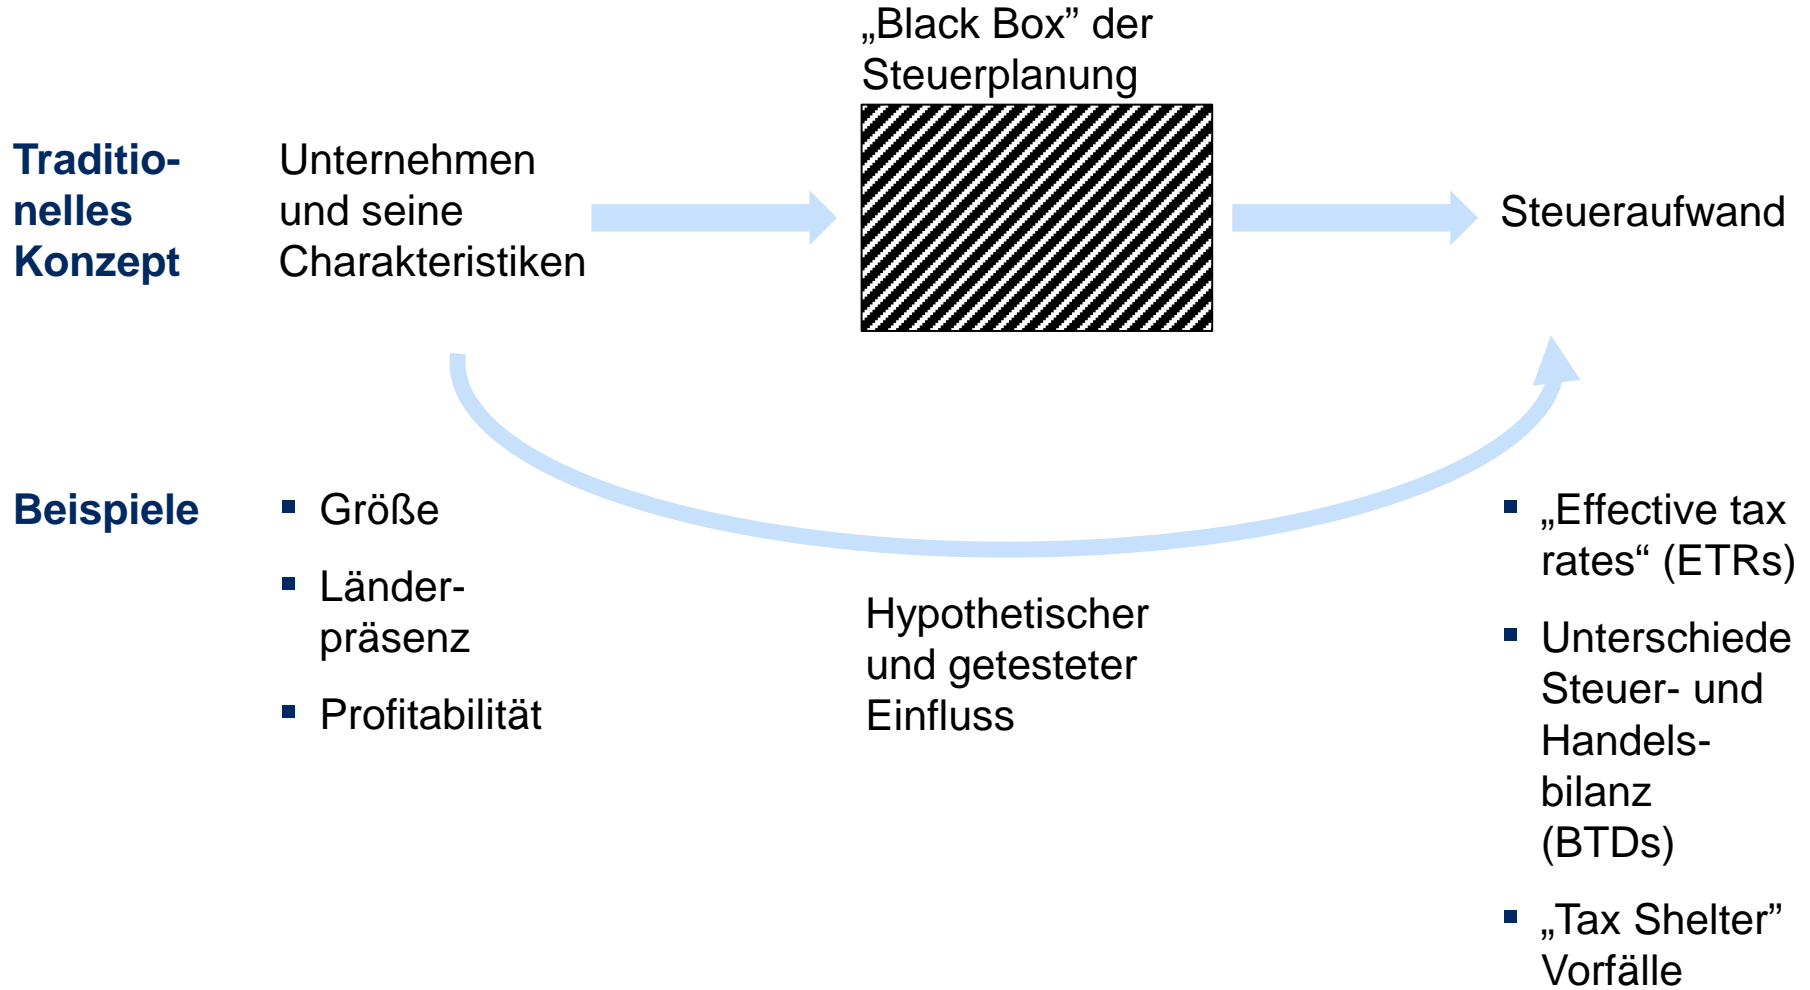 „Black Box” der
Steuerplanung
Traditio-
nelles
Konzept
Unternehmen
und seine
Charakteristiken
Steueraufwand
Beispiele
▪ Größe
▪ Länder-
präsenz
▪ Profitabilität
Hypothetischer
und getesteter
Einfluss
▪ „Effective tax
rates“ (ETRs)
▪ Unterschiede
Steuer- und
Handels-
bilanz
(BTDs)
▪ „Tax Shelter”
Vorfälle